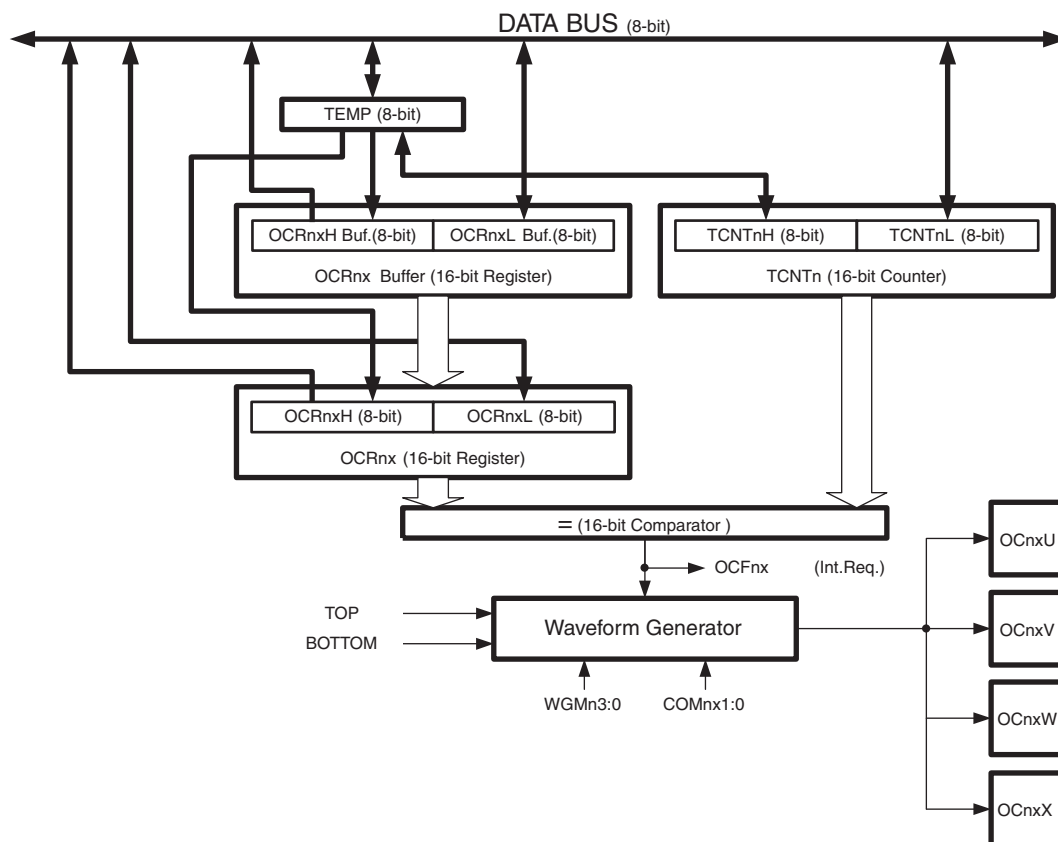 DATA BUS (8-bit)
TEMP (8-bit)
OCRnxH Buf.(8-bit)
OCRnxL Buf.(8-bit)
TCNTnH (8-bit)
TCNTnL (8-bit)
OCRnx Buffer (16-bit Register)
TCNTn (16-bit Counter)
OCRnxH (8-bit)
OCRnxL (8-bit)
OCRnx (16-bit Register)
= (16-bit Comparator )
OCnxU
OCFnx (Int.Req.)
TOP
BOTTOM
Waveform Generator
OCnxV
WGMn3:0
COMnx1:0
OCnxW
OCnxX